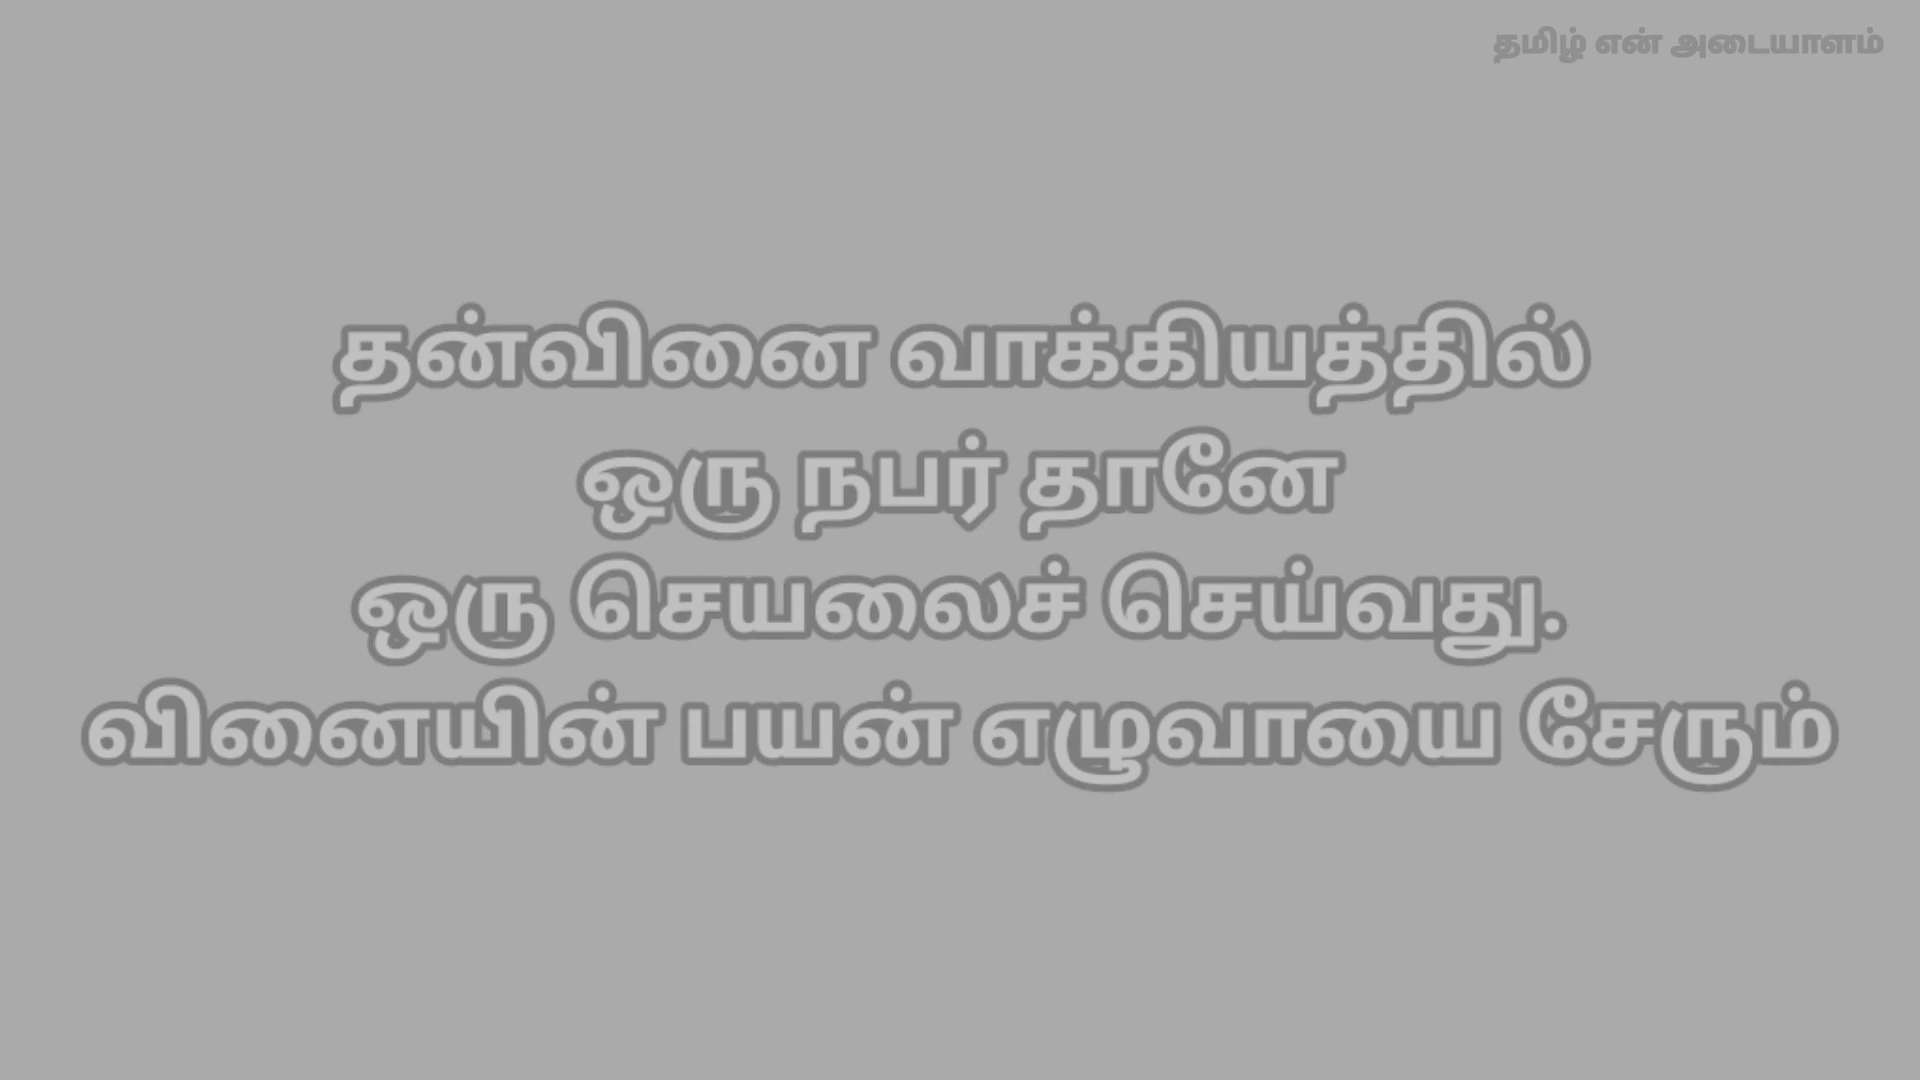 தமிழ் என் அடையாளம்
தன்வினை வாக்கியத்தில்
ஒரு நபர் தானே
ஒரு செயலைச் செய்வது.
வினையின் பயன் எழுவாயை சேரும்